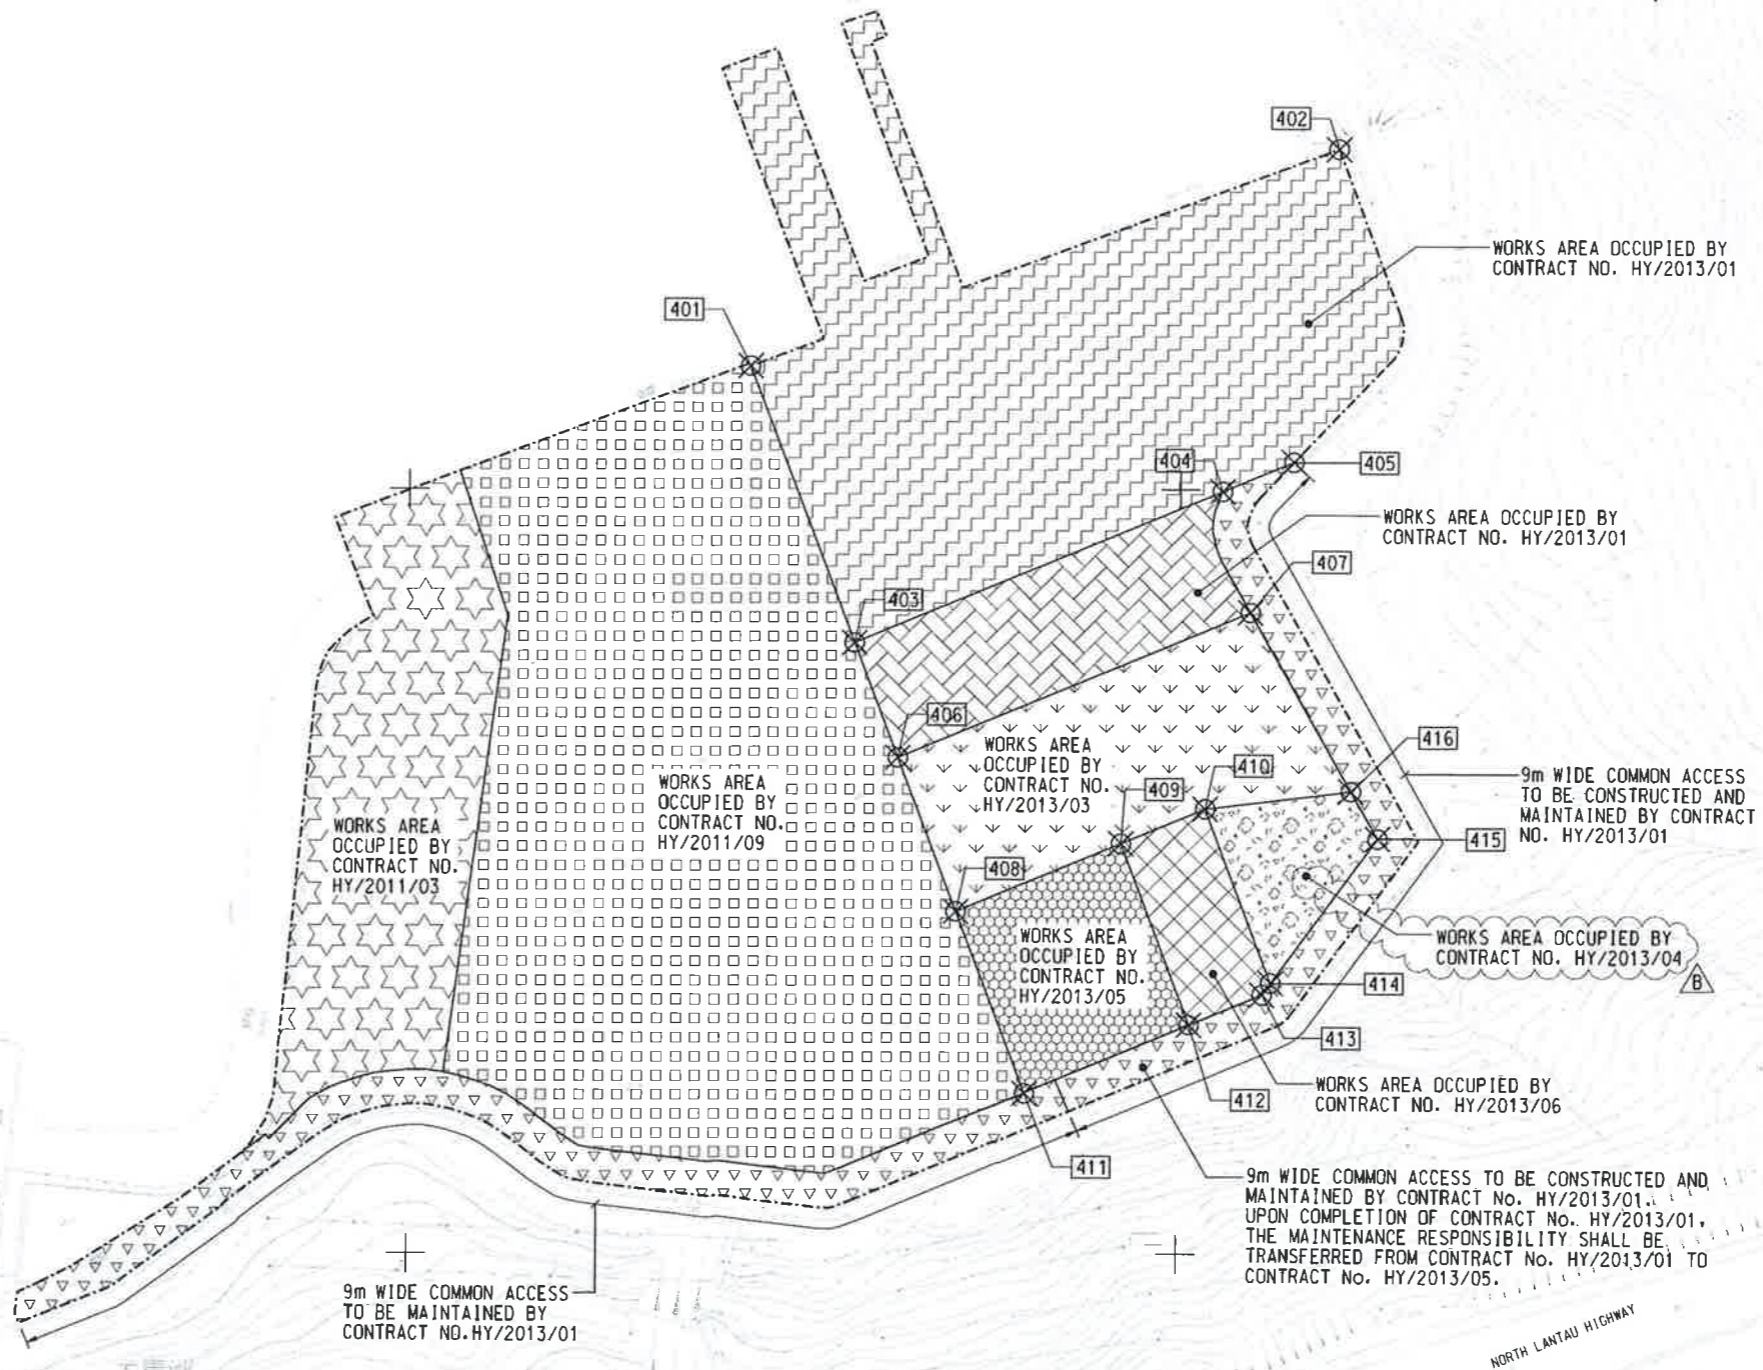 402
WORKS AREA OCCUPIED BY
CONTRACT NO. HY/2013/01
401
404
405
WORKS AREA OCCUPIED BY
CONTRACT NO. HY/2013/01
407
403
406
416
WORKS AREA
OCCUPIED BY
CONTRACT NO.
HY/2013/03
410
409
9m WIDE COMMON ACCESS
TO BE CONSTRUCTED AND
MAINTAINED BY CONTRACT
NO. HY/2013/01
WORKS AREA
OCCUPIED BY
CONTRACT NO.
HY/2011/09
WORKS AREA
OCCUPIED BY
CONTRACT NO.
HY/2011/03
415
408
WORKS AREA OCCUPIED BY
CONTRACT NO. HY/2013/04
B
WORKS AREA
OCCUPIED BY
CONTRACT NO.
HY/2013/05
414
413
WORKS AREA OCCUPIED BY
CONTRACT NO. HY/2013/06
412
411
9m WIDE COMMON ACCESS TO BE CONSTRUCTED AND
MAINTAINED BY CONTRACT No. HY/2013/01.
UPON COMPLETION OF CONTRACT No. HY/2013/01,
THE MAINTENANCE RESPONSIBILITY SHALL BE
TRANSFERRED FROM CONTRACT No. HY/2013/01 TO
CONTRACT No. HY/2013/05.
9m WIDE COMMON ACCESS
TO BE MAINTAINED BY
CONTRACT NO.HY/2013/01
NORTH LANTAU HIGHWAY